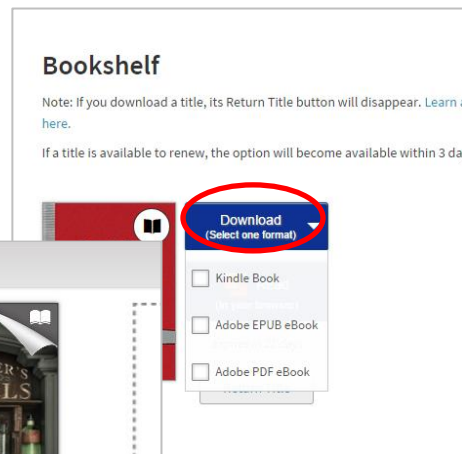 Bookshelf
Note: If you download a title, its Return Title button will disappear. Learn
here.
If a title is available to renew, the option will become available within 3
Download
(Select one format)
Kindle Book
Adobe EPUB eBook
Adobe PDF eBook